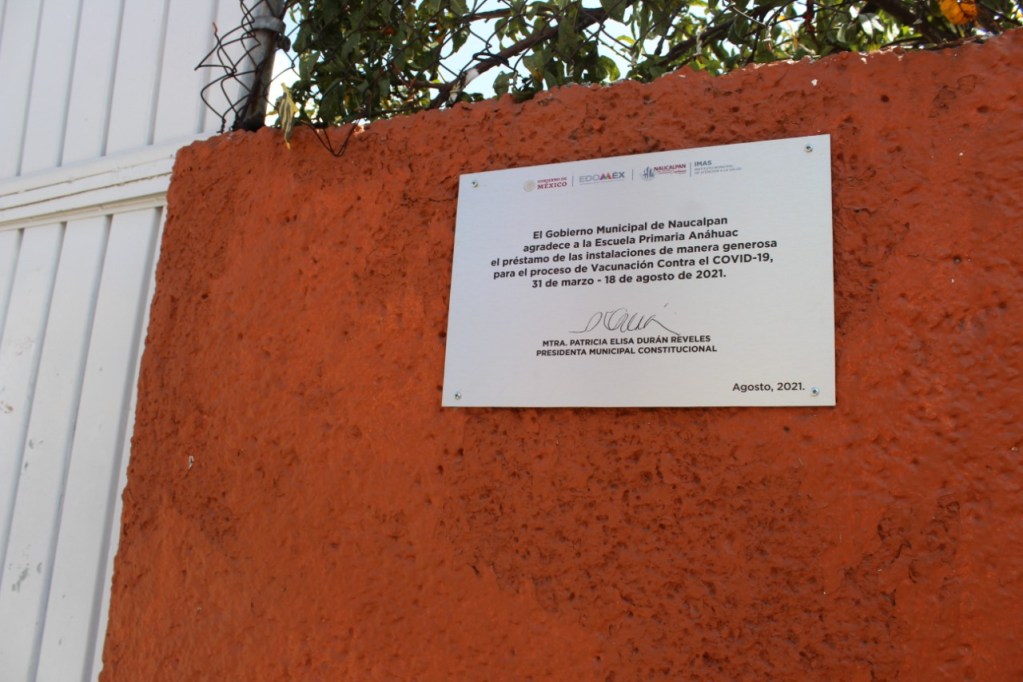 GOBIERNO DE
MÉXICO
EDOMEX
NAUCALPAN
IMAS
El Gobierno Municipal de Naucalpan
agradece a la Escuela Primaria Anáhuac
el préstamo de las instalaciones de manera generosa
para el proceso de Vacunación Contra el COVID-19,
31 de marzo - 18 de agosto de 2021.
MTRA. PATRICIA ELISA DURÁN REVELES
PRESIDENTA MUNICIPAL CONSTITUCIONAL
Agosto, 2021.